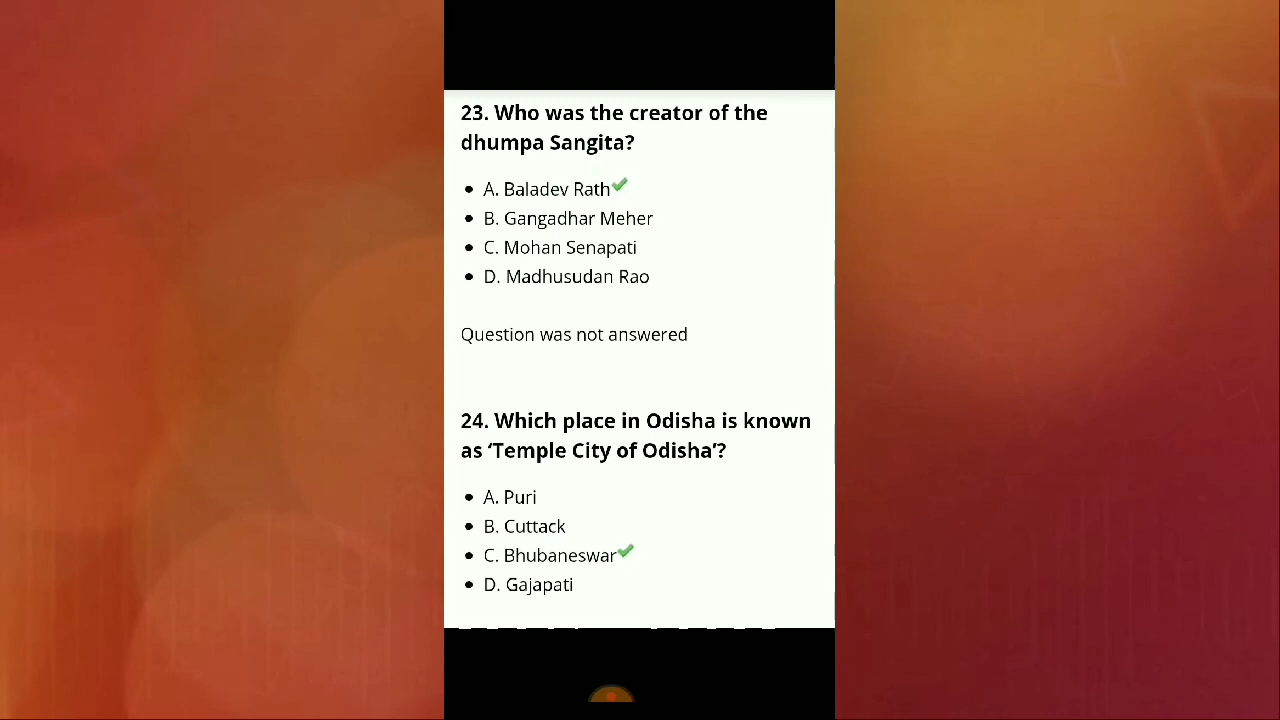 23. Who was the creator of the
dhumpa Sangita?
• A. Baladev Rath
• B. Gangadhar Meher
• C. Mohan Senapati
• D. Madhusudan Rao
Question was not answered
24. Which place in Odisha is known
as ‘Temple City of Odisha’?
• A. Puri
• B. Cuttack
• C. Bhubaneswar
• D. Gajapati